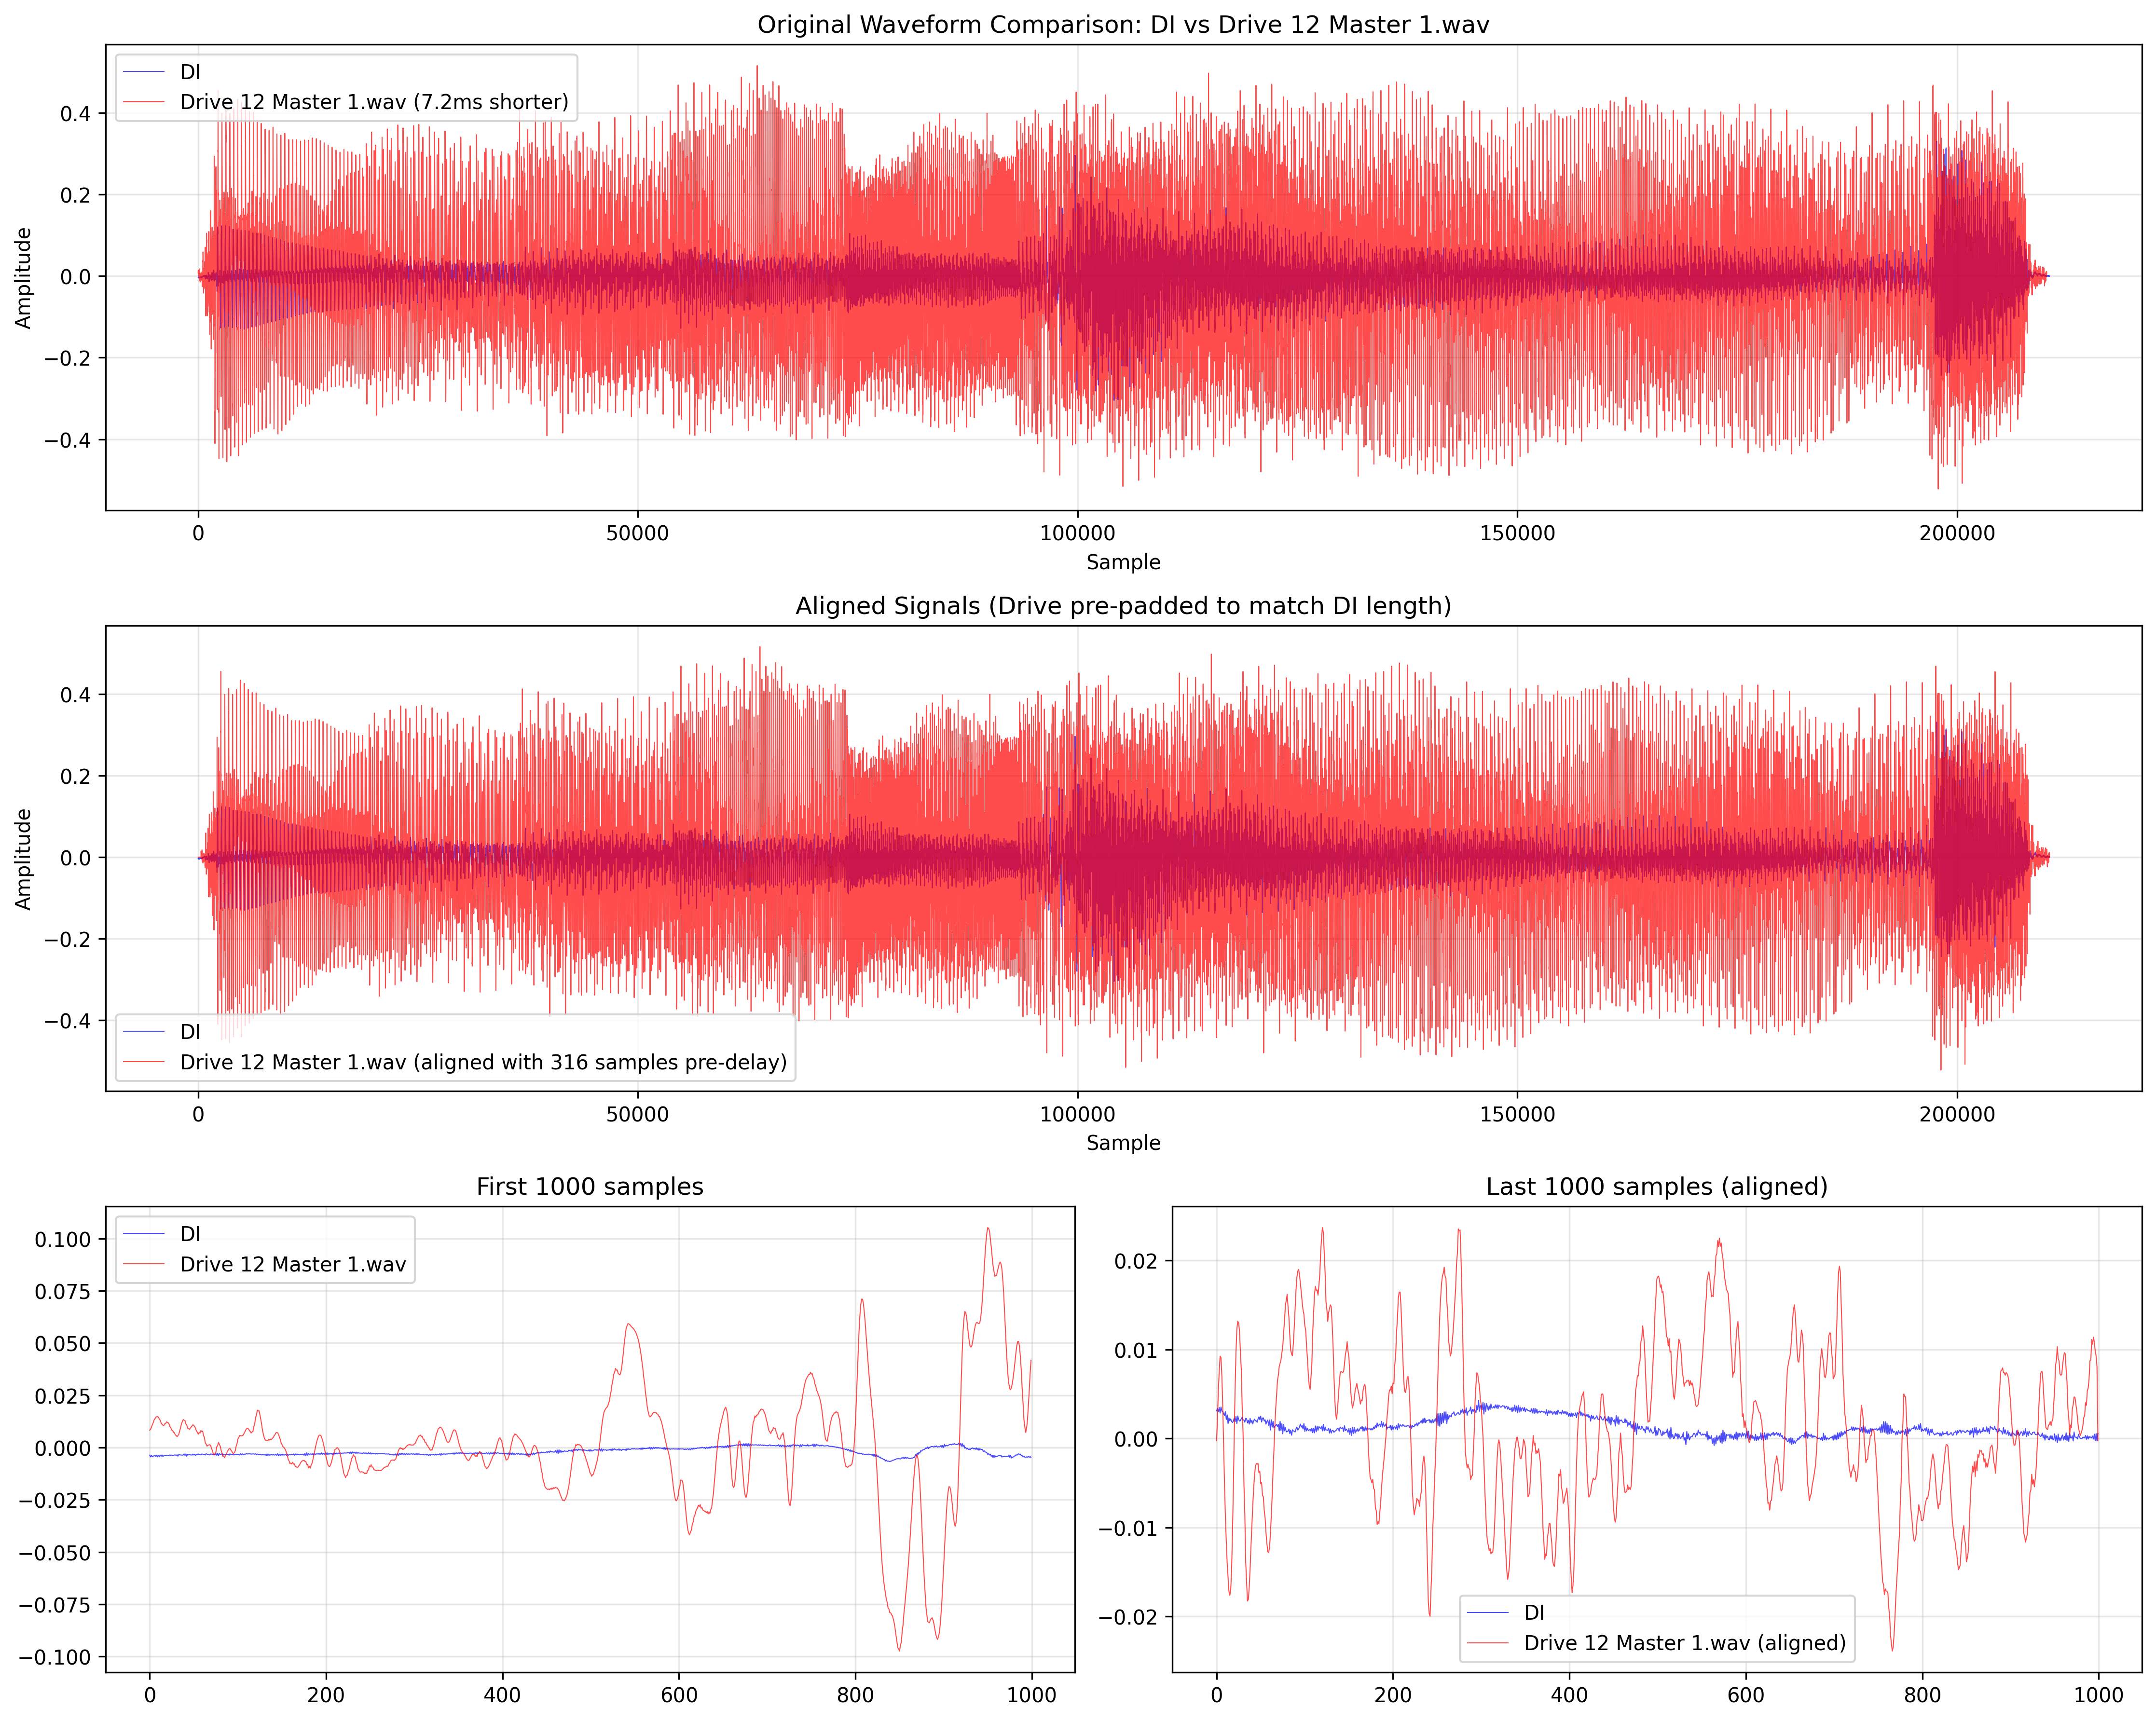 Original Waveform Comparison: DI vs Drive 12 Master 1.wav
DI
Drive 12 Master 1.wav (7.2ms shorter)
Amplitude
0.4
0.2
0.0
−0.2
−0.4
0 50000 100000 150000 200000
Sample
Aligned Signals (Drive pre-padded to match DI length)
Amplitude
0.4
0.2
0.0
−0.2
−0.4
DI
Drive 12 Master 1.wav (aligned with 316 samples pre-delay)
0 50000 100000 150000 200000
Sample
First 1000 samples
DI
Drive 12 Master 1.wav
0.100
0.075
0.050
0.025
0.000
−0.025
−0.050
−0.075
−0.100
0 200 400 600 800 1000
Last 1000 samples (aligned)
0.02
0.01
0.00
−0.01
−0.02
DI
Drive 12 Master 1.wav (aligned)
0 200 400 600 800 1000